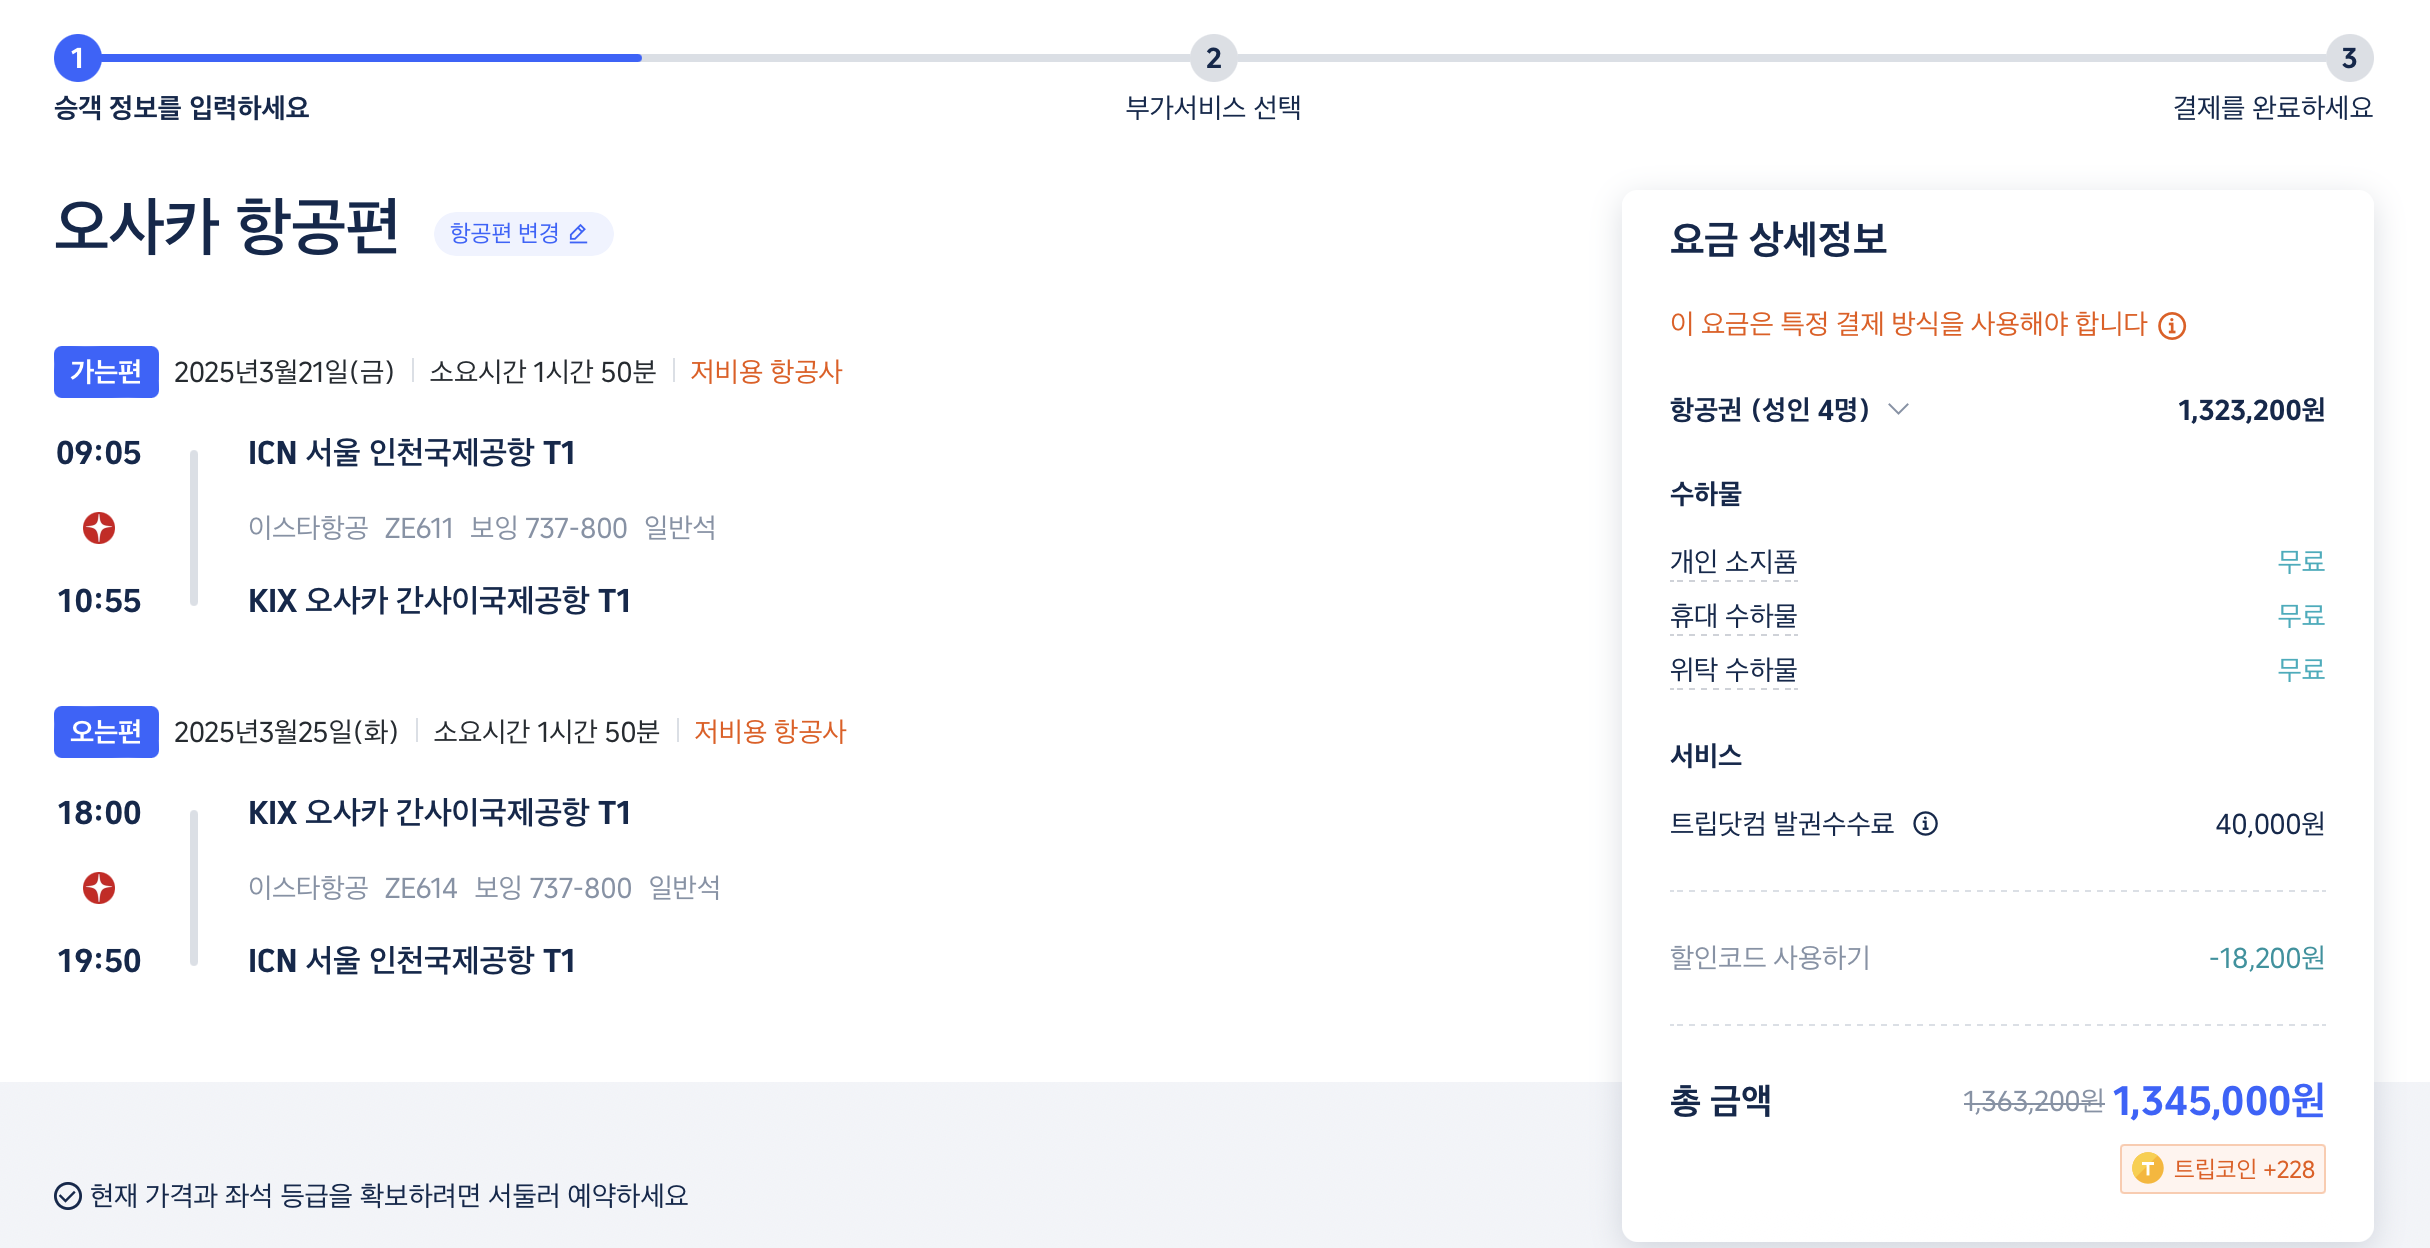 1
2
3
승객 정보를 입력하세요
부가서비스 선택
결제를 완료하세요
오사카 항공편
항공편 변경
가는편 2025년3월21일(금) 소요시간 1시간 50분 저비용 항공사
09:05 ICN 서울 인천국제공항 T1
이스타항공 ZE611 보잉 737-800 일반석
10:55 KIX 오사카 간사이국제공항 T1
오는편 2025년3월25일(화) 소요시간 1시간 50분 저비용 항공사
18:00 KIX 오사카 간사이국제공항 T1
이스타항공 ZE614 보잉 737-800 일반석
19:50 ICN 서울 인천국제공항 T1
현재 가격과 좌석 등급을 확보하려면 서둘러 예약하세요
요금 상세정보
이 요금은 특정 결제 방식을 사용해야 합니다
항공권 (성인 4명) 1,323,200원
수하물
개인 소지품 무료
휴대 수하물 무료
위탁 수하물 무료
서비스
트립닷컴 발권수수료 40,000원
할인코드 사용하기 -18,200원
총 금액 1,363,200원 1,345,000원
T 트립코인 +228